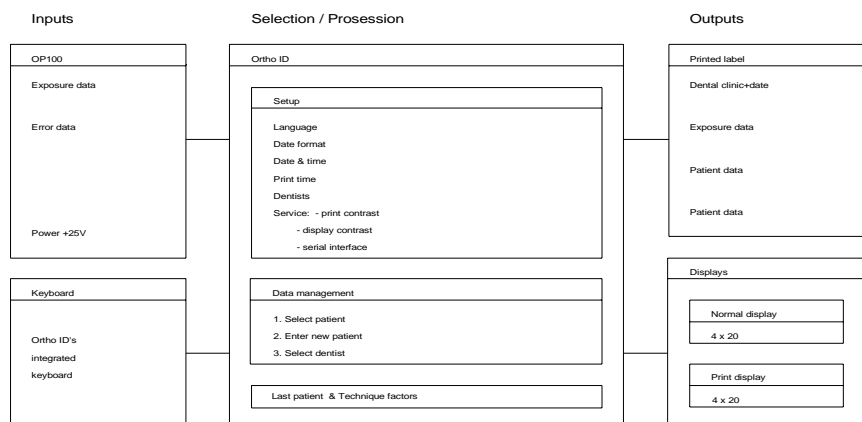 Inputs
Selection / Prosession
Outputs
OP100
Exposure data
Error data
Power +25V
Keyboard
Ortho ID's
integrated
keyboard
Ortho ID
Setup
Language
Date format
Date & time
Print time
Dentists
Service: - print contrast
- display contrast
- serial interface
Data management
1. Select patient
2. Enter new patient
3. Select dentist
Last patient & Technique factors
Printed label
Dental clinic+date
Exposure data
Patient data
Patient data
Displays
Normal display
4 x 20
Print display
4 x 20